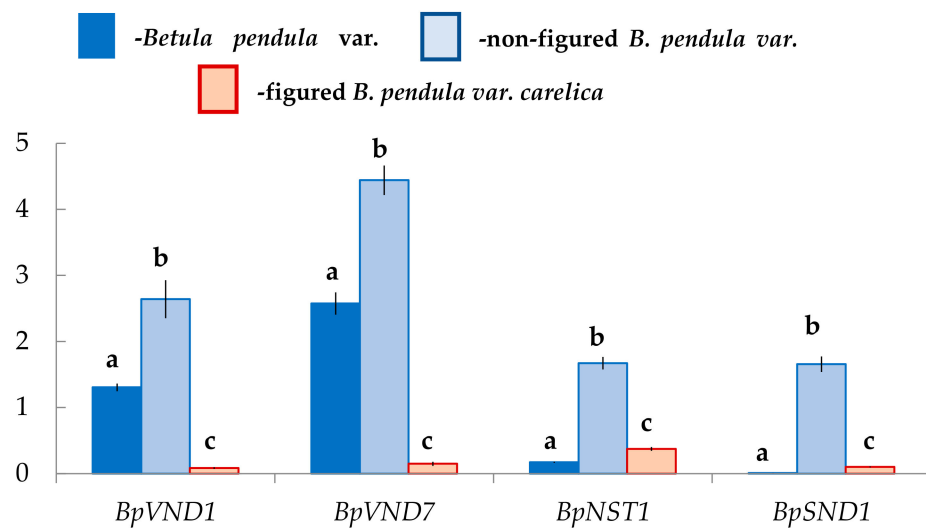 -Betula pendula var. -non-figured B. pendula var.
-figured B. pendula var. carelica
5
b
4
3
b
a
2
b
b
a
1
c
c
a
c
a
c
0
BpVND1 BpVND7 BpNST1 BpSND1